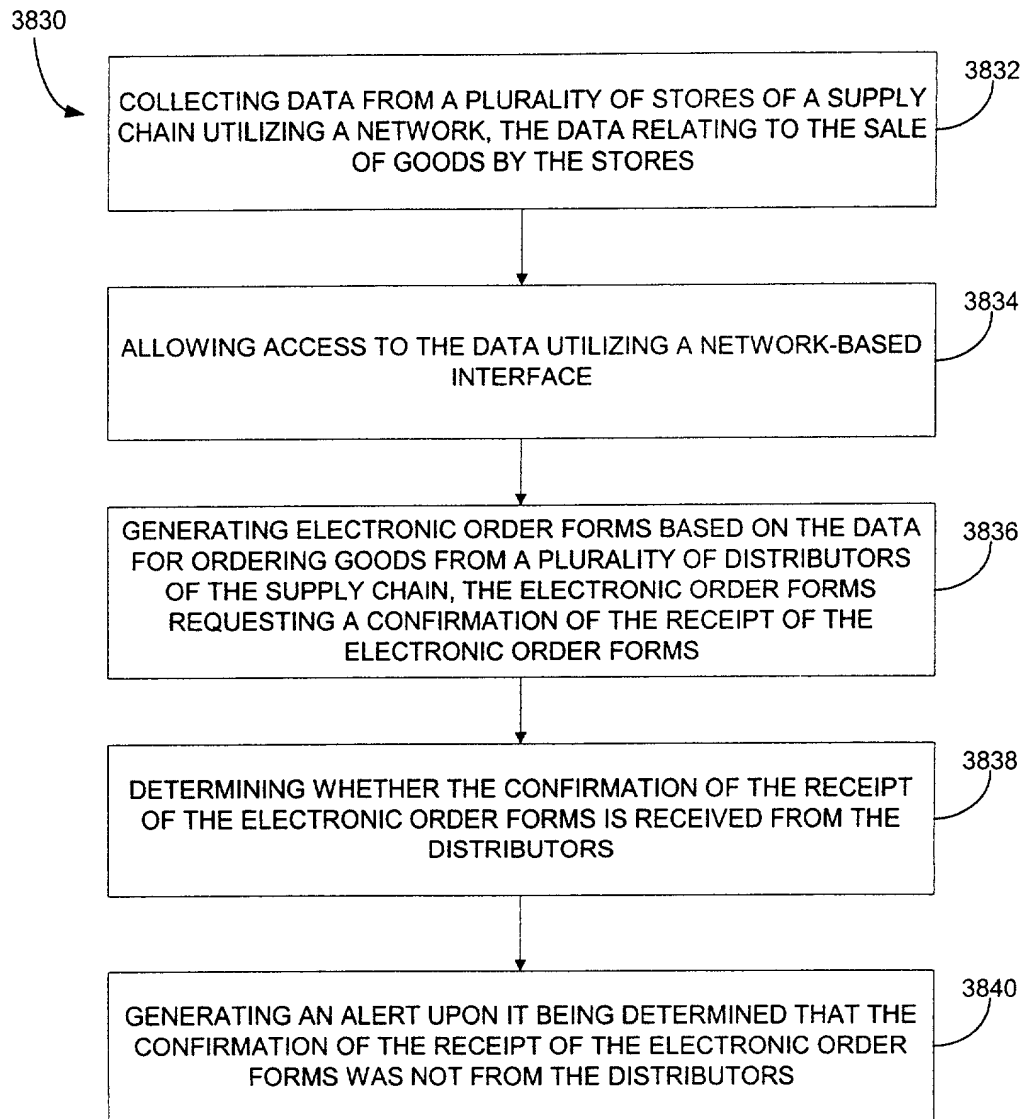 3830
3832
COLLECTING DATA FROM A PLURALITY OF STORES OF A SUPPLY
CHAIN UTILIZING A NETWORK, THE DATA RELATING TO THE SALE
OF GOODS BY THE STORES
3834
ALLOWING ACCESS TO THE DATA UTILIZING A NETWORK-BASED
INTERFACE
3836
GENERATING ELECTRONIC ORDER FORMS BASED ON THE DATA
FOR ORDERING GOODS FROM A PLURALITY OF DISTRIBUTORS
OF THE SUPPLY CHAIN, THE ELECTRONIC ORDER FORMS
REQUESTING A CONFIRMATION OF THE RECEIPT OF THE
ELECTRONIC ORDER FORMS
3838
DETERMINING WHETHER THE CONFIRMATION OF THE RECEIPT
OF THE ELECTRONIC ORDER FORMS IS RECEIVED FROM THE
DISTRIBUTORS
3840
GENERATING AN ALERT UPON IT BEING DETERMINED THAT THE
CONFIRMATION OF THE RECEIPT OF THE ELECTRONIC ORDER
FORMS WAS NOT FROM THE DISTRIBUTORS